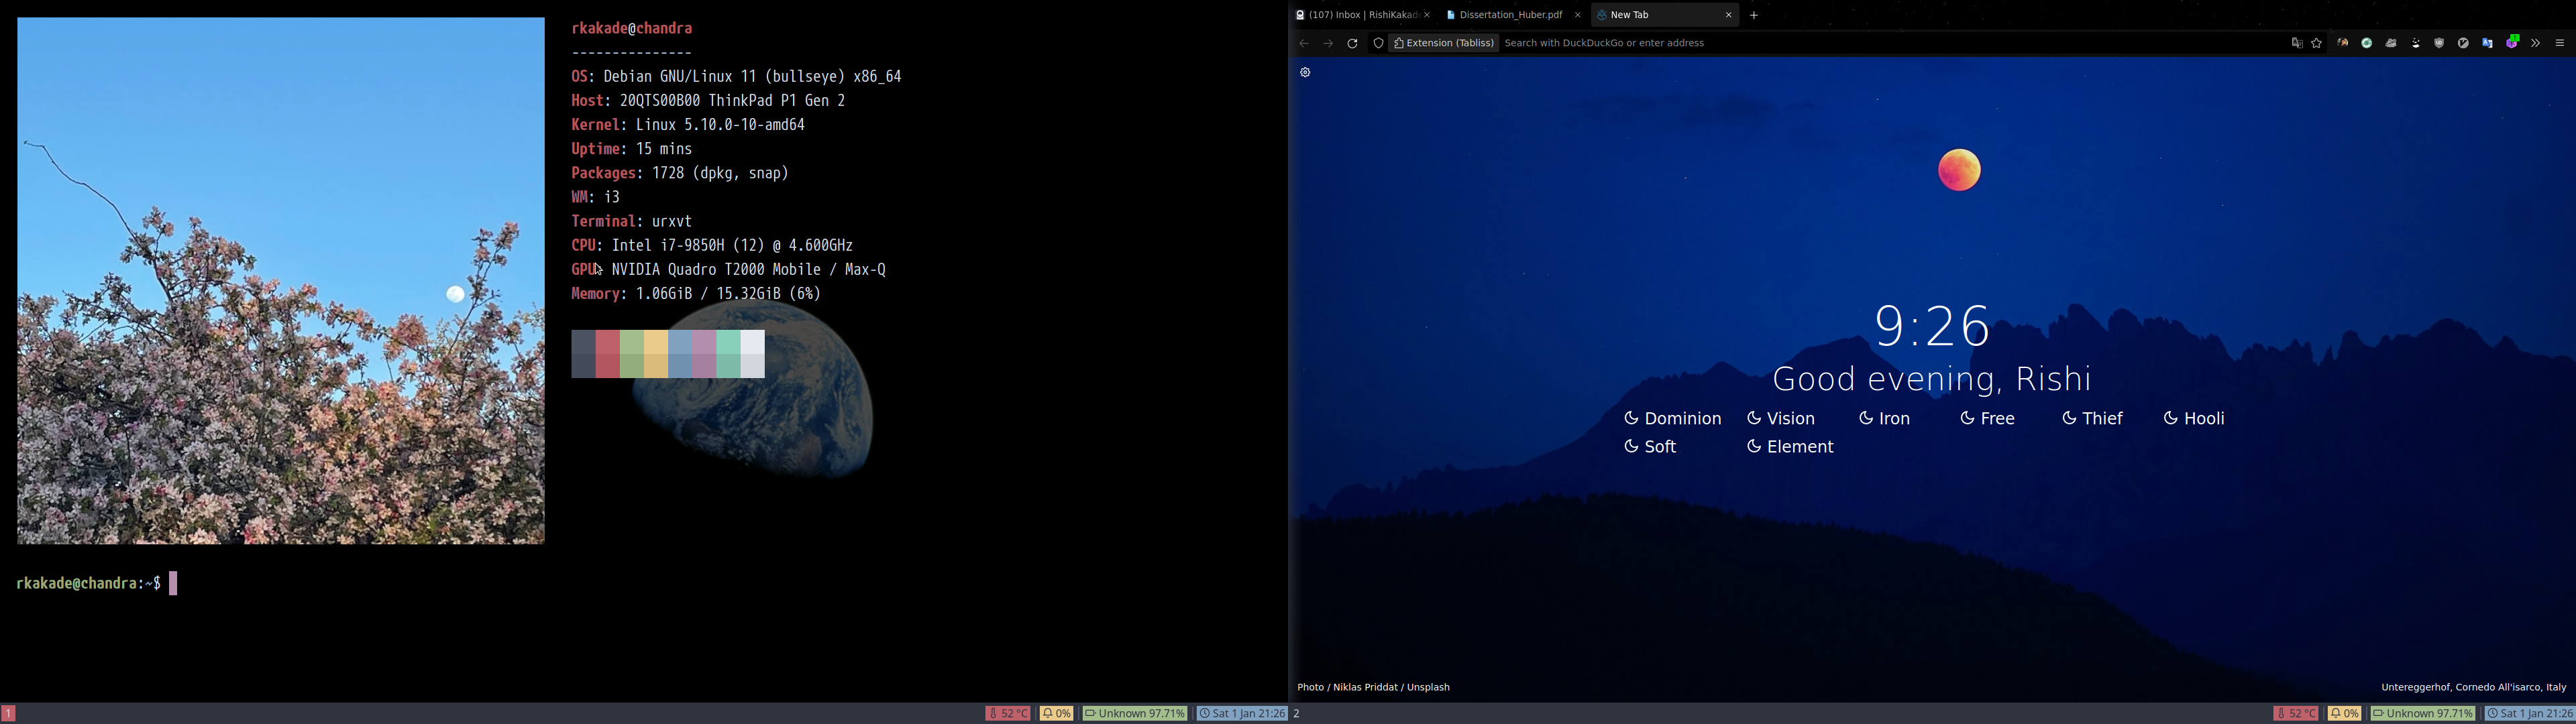 rkakade@chandra
---------------
OS: Debian GNU/Linux 11 (bullseye) x86_64
Host: 20QTS00B00 ThinkPad P1 Gen 2
Kernel: Linux 5.10.0-10-amd64
Uptime: 15 mins
Packages: 1728 (dpkg, snap)
WM: i3
Terminal: urxvt
CPU: Intel i7-9850H (12) @ 4.600GHz
GPU: NVIDIA Quadro T2000 Mobile / Max-Q
Memory: 1.06GiB / 15.32GiB (6%)
rkakade@chandra:~$
1
52 °C
0%
Unknown 97.71%
Sat 1 Jan 21:26
(107) Inbox | RishiKakad
Dissertation_Huber.pdf
New Tab
Extension (Tabliss)
Search with DuckDuckGo or enter address
9:26
Good evening, Rishi
Dominion Vision Iron Free Thief Hooli
Soft Element
Photo / Niklas Priddat / Unsplash
Untereggerhof, Cornedo All'isarco, Italy
2
52 °C
0%
Unknown 97.71%
Sat 1 Jan 21:26